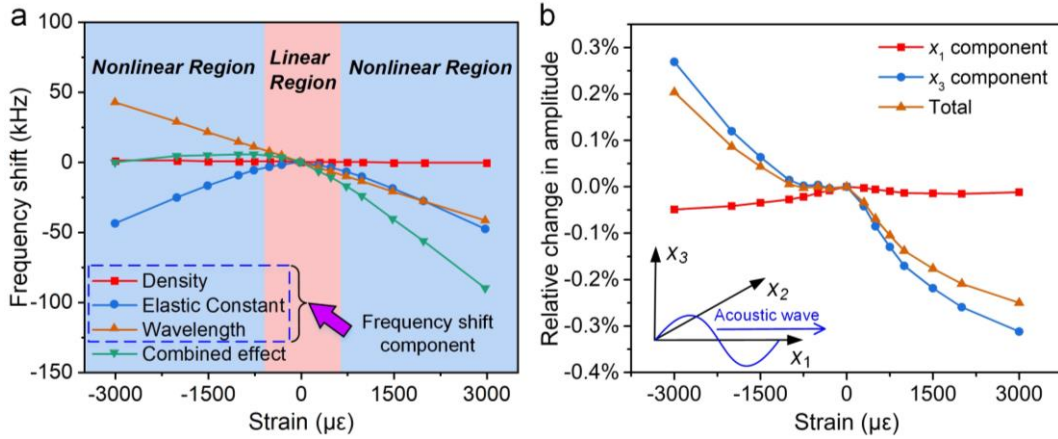 a
100
50
0
-50
-100
-150
Frequency shift (kHz)
Nonlinear Region
Linear
Region
Nonlinear Region
Density
Elastic Constant
Wavelength
Combined effect
Frequency shift
component
-3000
-1500
0
1500
3000
Strain (με)
b
0.3%
0.2%
0.1%
0.0%
-0.1%
-0.2%
-0.3%
-0.4%
Relative change in amplitude
x1 component
x3 component
Total
x3
x2
Acoustic wave
x1
-3000
-1500
0
1500
3000
Strain (με)